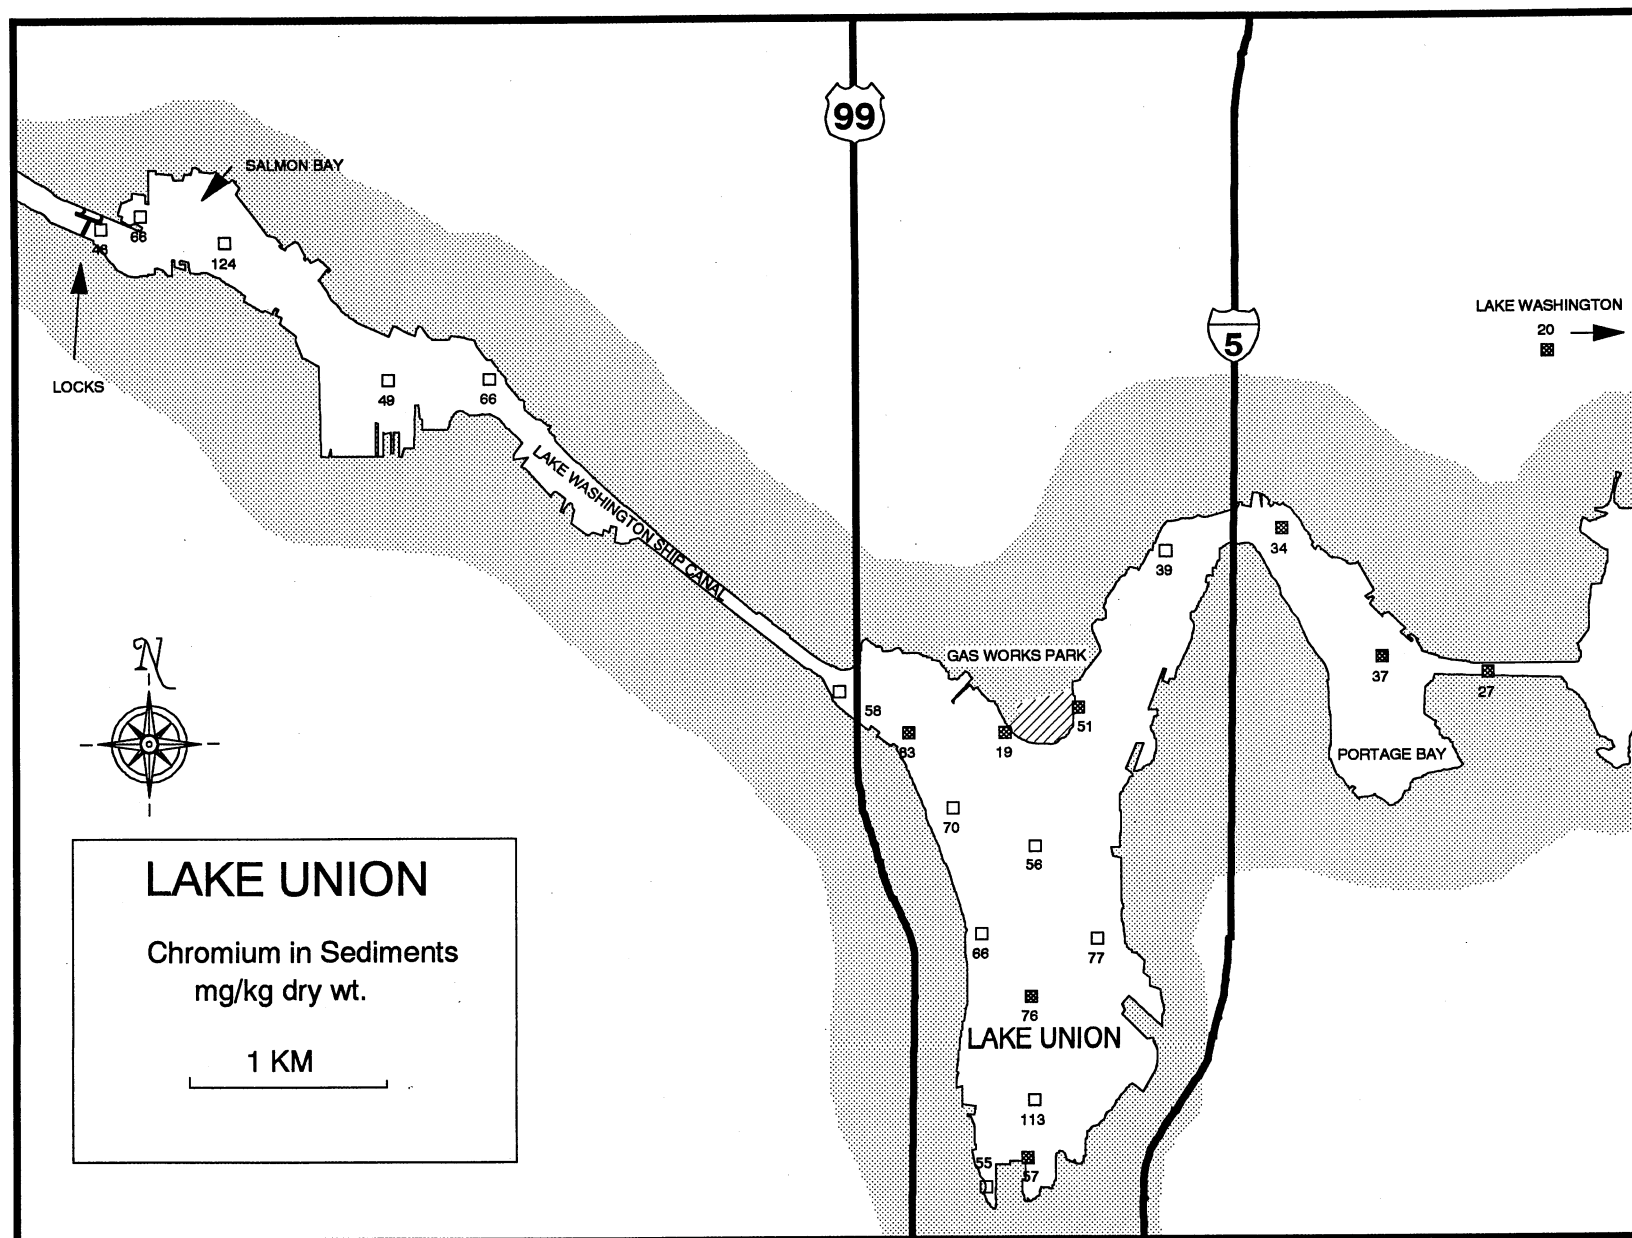 99
SALMON BAY
66
46
124
LAKE WASHINGTON
20
5
LOCKS
49
66
LAKE WASHINGTON SHIP CANAL
34
39
N
GAS WORKS PARK
37
27
58
51
63
19
PORTAGE BAY
70
56
66
77
76
LAKE UNION
113
55
57
LAKE UNION
Chromium in Sediments
mg/kg dry wt.
1 KM